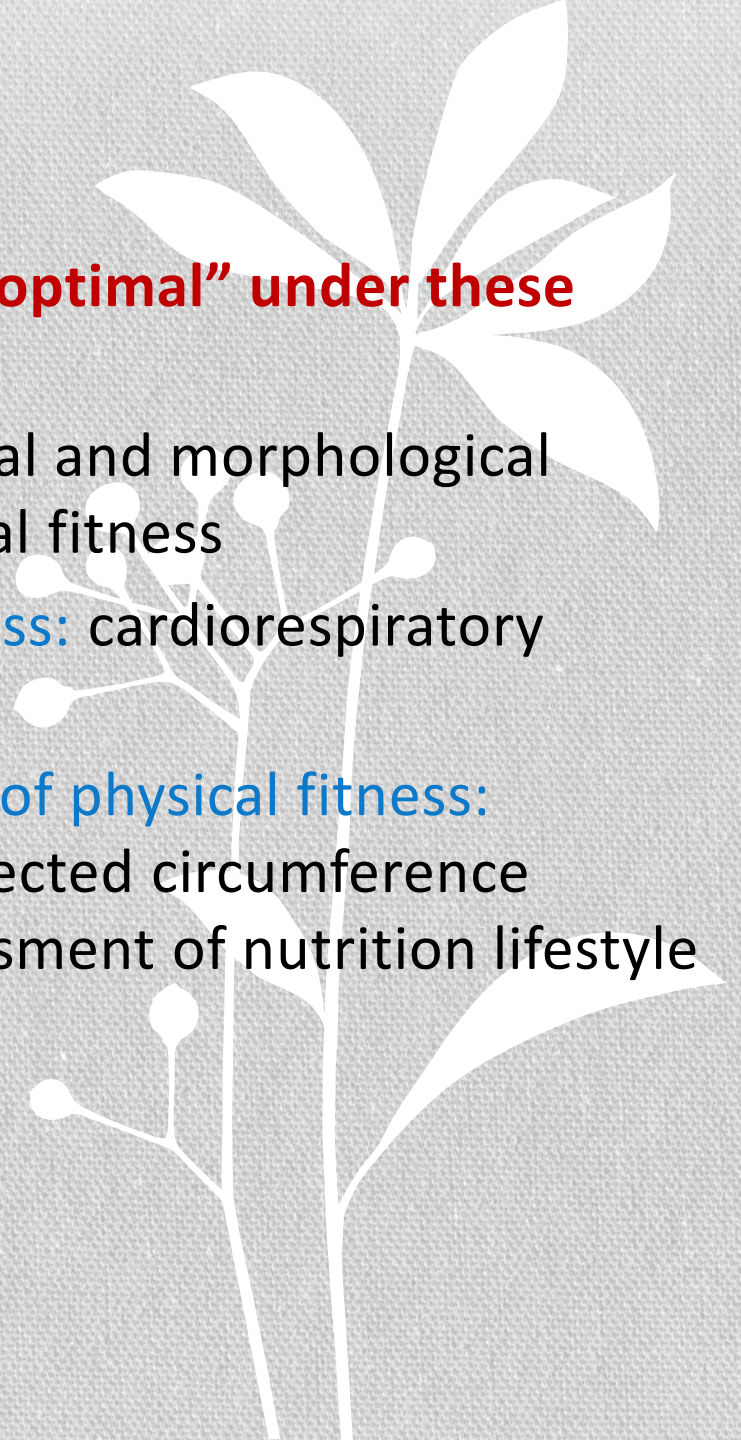 optimal” under these
al and morphological
al fitness
ss: cardiorespiratory
of physical fitness:
ected circumference
sment of nutrition lifestyle